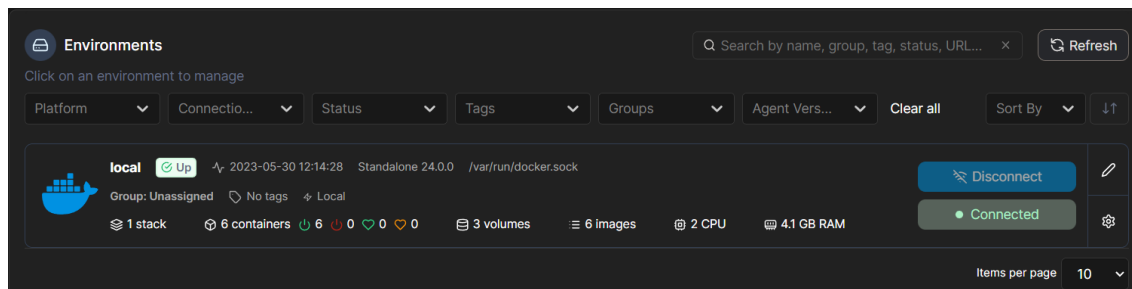 Environments
Search by name, group, tag, status, URL...
Refresh
Click on an environment to manage
Platform Connectio... Status Tags Groups Agent Vers... Clear all Sort By
local Up 2023-05-30 12:14:28 Standalone 24.0.0 /var/run/docker.sock
Disconnect
Group: Unassigned No tags Local
Connected
1 stack 6 containers 6 0 0 0 3 volumes 6 images 2 CPU 4.1 GB RAM
Items per page 10